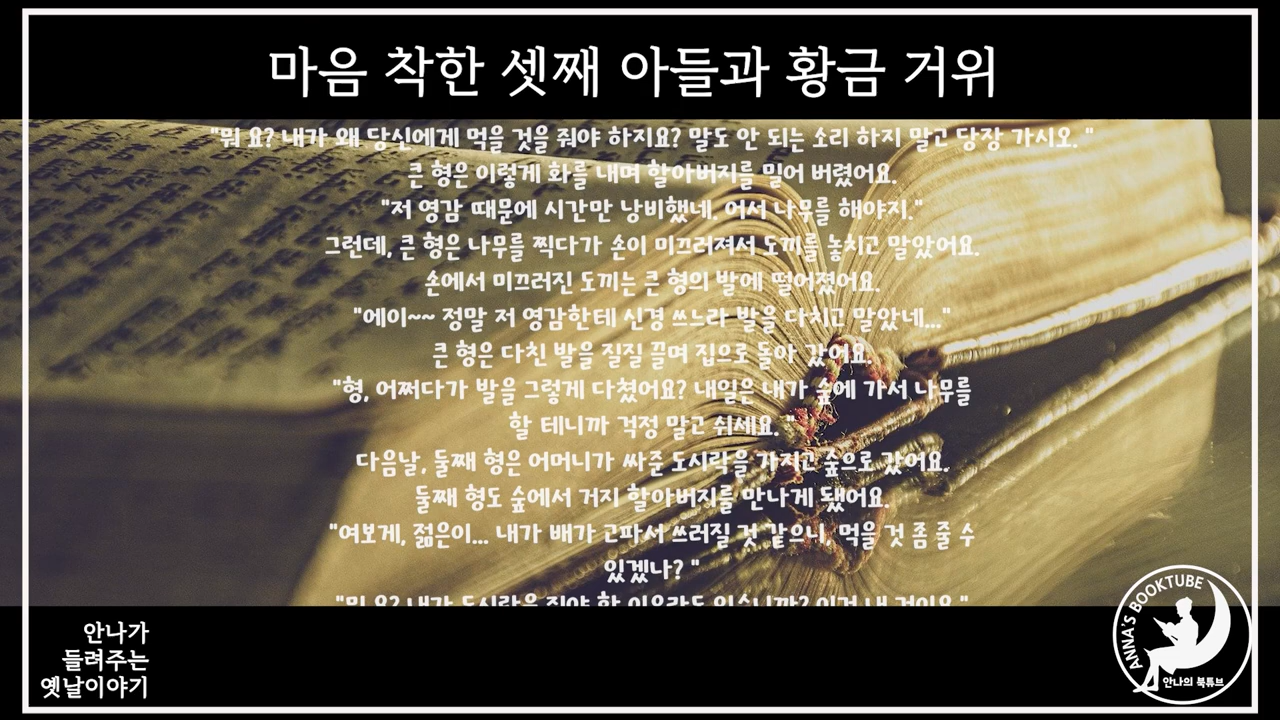 마음 착한 셋째 아들과 황금 거위
"뭐 요? 내가 왜 당신에게 먹을 것을 줘야 하지요? 말도 안 되는 소리 하지 말고 당장 가시오."
큰 형은 이렇게 화를 내며 할아버지를 밀어 버렸어요.
"저 영감 때문에 시간만 낭비했네. 어서 나무를 해야지."
그런데, 큰 형은 나무를 찍다가 손이 미끄러져서 도끼를 놓치고 말았어요.
손에서 미끄러진 도끼는 큰 형의 발에 떨어졌어요.
"에이~~ 정말 저 영감한테 신경 쓰느라 발을 다치고 말았네..."
큰 형은 다친 발을 질질 끌며 집으로 돌아 갔어요.
"형, 어쩌다가 발을 그렇게 다쳤어요? 내일은 내가 숲에 가서 나무를
할 테니까 걱정 말고 쉬세요. "
다음날, 둘째 형은 어머니가 싸준 도시락을 가지고 숲으로 갔어요.
둘째 형도 숲에서 거지 할아버지를 만나게 됐어요.
"여보게, 젊은이... 내가 배가 고파서 쓰러질 것 같으니, 먹을 것 좀 줄 수
있겠나? "
안나가
들려주는
옛날이야기
ANNA'S BOOKTUBE
안나의 북튜브